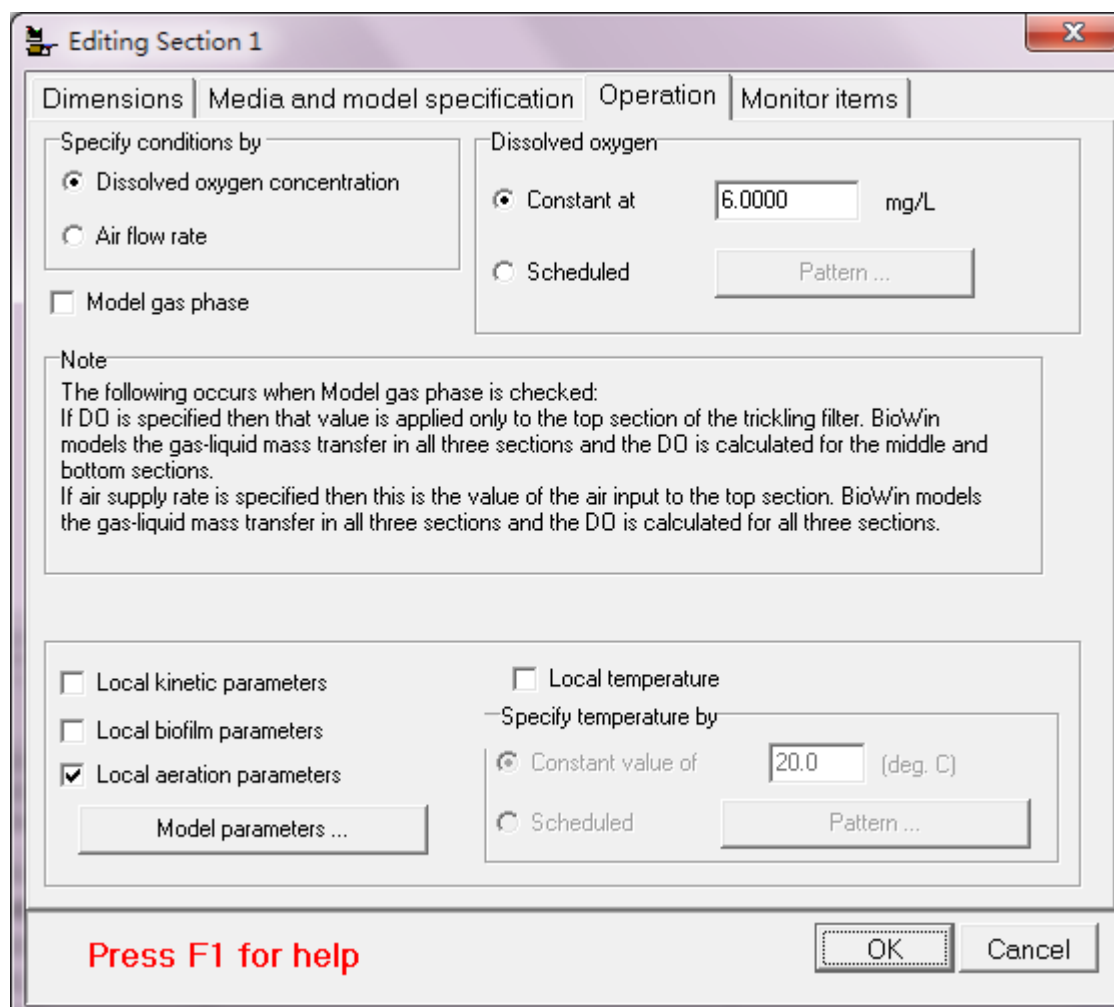 Editing Section 1
Dimensions
Media and model specification
Operation
Monitor items
Specify conditions by
Dissolved oxygen concentration
Air flow rate
Model gas phase
Dissolved oxygen
Constant at 6.0000 mg/L
Scheduled Pattern ...
Note
The following occurs when Model gas phase is checked:
If DO is specified then that value is applied only to the top section of the trickling filter. BioWin
models the gas-liquid mass transfer in all three sections and the DO is calculated for the middle and
bottom sections.
If air supply rate is specified then this is the value of the air input to the top section. BioWin models
the gas-liquid mass transfer in all three sections and the DO is calculated for all three sections.
Local kinetic parameters
Local biofilm parameters
Local aeration parameters
Model parameters ...
Local temperature
Specify temperature by
Constant value of 20.0 (deg. C)
Scheduled Pattern ...
Press F1 for help
OK
Cancel